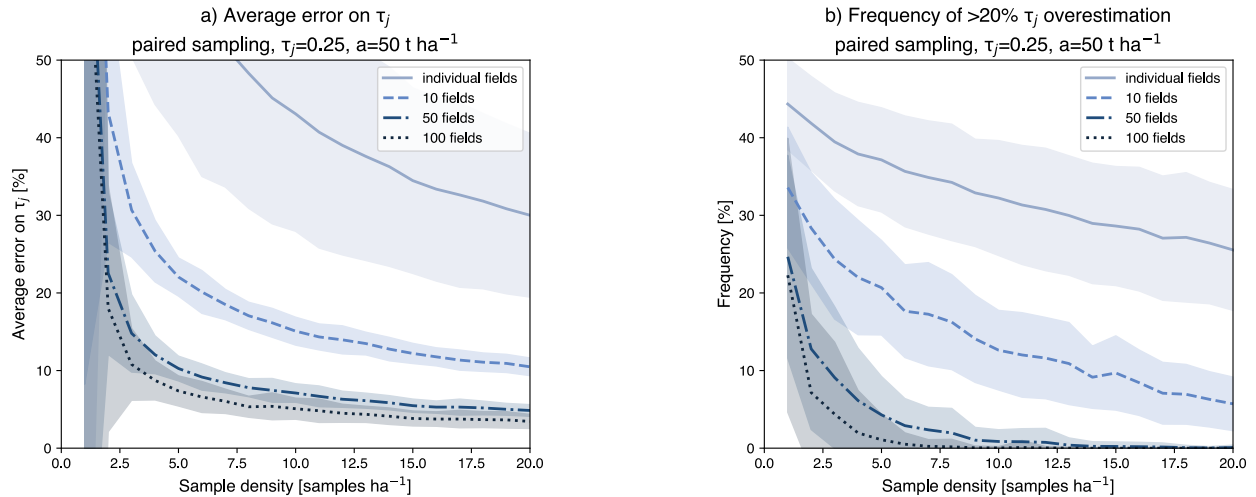 a) Average error on τj
paired sampling, τj=0.25, a=50 t ha−1
50
40
30
20
10
0
Average error on τj [%]
individual fields
10 fields
50 fields
100 fields
0.0 2.5 5.0 7.5 10.0 12.5 15.0 17.5 20.0
Sample density [samples ha−1]
b) Frequency of >20% τj overestimation
paired sampling, τj=0.25, a=50 t ha−1
50
40
30
20
10
0
Frequency [%]
individual fields
10 fields
50 fields
100 fields
0.0 2.5 5.0 7.5 10.0 12.5 15.0 17.5 20.0
Sample density [samples ha−1]